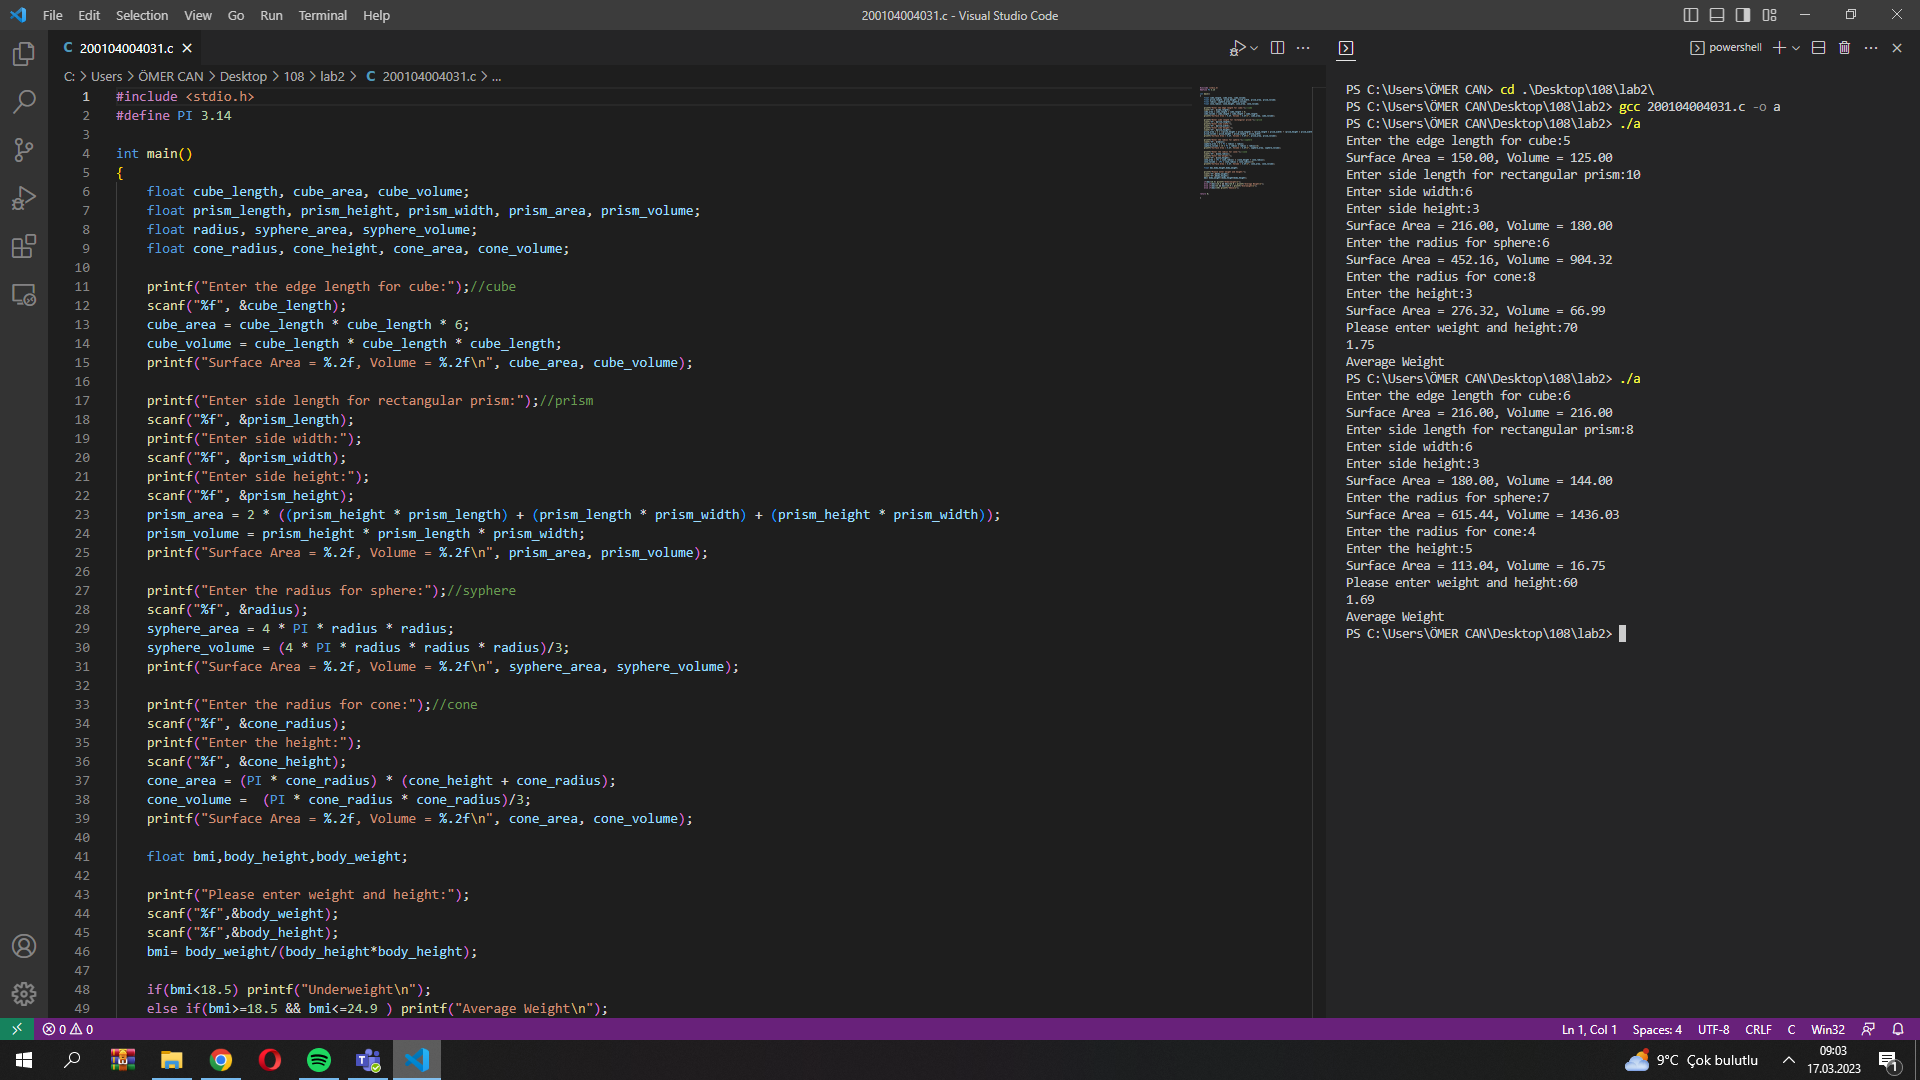 File Edit Selection View Go Run Terminal Help
200104004031.c - Visual Studio Code
C 200104004031.c
C: > Users > ÖMER CAN > Desktop > 108 > lab2 > C 200104004031.c > ...
1 #include <stdio.h>
2 #define PI 3.14
3
4 int main()
5 {
6 float cube_length, cube_area, cube_volume;
7 float prism_length, prism_height, prism_width, prism_area, prism_volume;
8 float radius, syphere_area, syphere_volume;
9 float cone_radius, cone_height, cone_area, cone_volume;
10
11 printf("Enter the edge length for cube:");//cube
12 scanf("%f", &cube_length);
13 cube_area = cube_length * cube_length * 6;
14 cube_volume = cube_length * cube_length * cube_length;
15 printf("Surface Area = %.2f, Volume = %.2f\n", cube_area, cube_volume);
16
17 printf("Enter side length for rectangular prism:");//prism
18 scanf("%f", &prism_length);
19 printf("Enter side width:");
20 scanf("%f", &prism_width);
21 printf("Enter side height:");
22 scanf("%f", &prism_height);
23 prism_area = 2 * ((prism_height * prism_length) + (prism_length * prism_width) + (prism_height * prism_width));
24 prism_volume = prism_height * prism_length * prism_width;
25 printf("Surface Area = %.2f, Volume = %.2f\n", prism_area, prism_volume);
26
27 printf("Enter the radius for sphere:");//syphere
28 scanf("%f", &radius);
29 syphere_area = 4 * PI * radius * radius;
30 syphere_volume = (4 * PI * radius * radius * radius)/3;
31 printf("Surface Area = %.2f, Volume = %.2f\n", syphere_area, syphere_volume);
32
33 printf("Enter the radius for cone:");//cone
34 scanf("%f", &cone_radius);
35 printf("Enter the height:");
36 scanf("%f", &cone_height);
37 cone_area = (PI * cone_radius) * (cone_height + cone_radius);
38 cone_volume =  (PI * cone_radius * cone_radius)/3;
39 printf("Surface Area = %.2f, Volume = %.2f\n", cone_area, cone_volume);
40
41 float bmi,body_height,body_weight;
42
43 printf("Please enter weight and height:");
44 scanf("%f",&body_weight);
45 scanf("%f",&body_height);
46 bmi= body_weight/(body_height*body_height);
47
48 if(bmi<18.5) printf("Underweight\n");
49 else if(bmi>=18.5 && bmi<=24.9 ) printf("Average Weight\n");
powershell
PS C:\Users\ÖMER CAN> cd .\Desktop\108\lab2\
PS C:\Users\ÖMER CAN\Desktop\108\lab2> gcc 200104004031.c -o a
PS C:\Users\ÖMER CAN\Desktop\108\lab2> ./a
Enter the edge length for cube:5
Surface Area = 150.00, Volume = 125.00
Enter side length for rectangular prism:10
Enter side width:6
Enter side height:3
Surface Area = 216.00, Volume = 180.00
Enter the radius for sphere:6
Surface Area = 452.16, Volume = 904.32
Enter the radius for cone:8
Enter the height:3
Surface Area = 276.32, Volume = 66.99
Please enter weight and height:70
1.75
Average Weight
PS C:\Users\ÖMER CAN\Desktop\108\lab2> ./a
Enter the edge length for cube:6
Surface Area = 216.00, Volume = 216.00
Enter side length for rectangular prism:8
Enter side width:6
Enter side height:3
Surface Area = 180.00, Volume = 144.00
Enter the radius for sphere:7
Surface Area = 615.44, Volume = 1436.03
Enter the radius for cone:4
Enter the height:5
Surface Area = 113.04, Volume = 16.75
Please enter weight and height:60
1.69
Average Weight
PS C:\Users\ÖMER CAN\Desktop\108\lab2>
0 0
Ln 1, Col 1 Spaces: 4 UTF-8 CRLF C Win32
9°C Çok bulutlu
09:03
17.03.2023
1